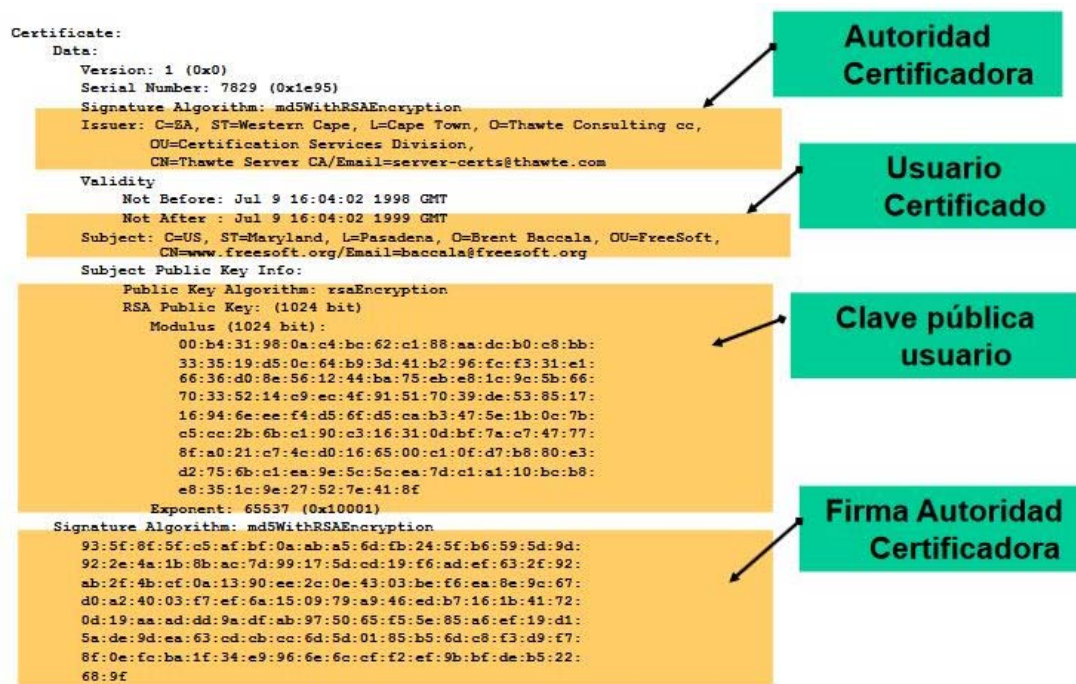 Certificate:
Data:
Version: 1 (0x0)
Serial Number: 7829 (0x1e95)
Signature Algorithm: md5WithRSAEncryption
Issuer: C=ZA, ST=Western Cape, L=Cape Town, O=Thawte Consulting cc,
OU=Certification Services Division,
CN=Thawte Server CA/Email=server-certs@thawte.com
Validity
Not Before: Jul 9 16:04:02 1998 GMT
Not After : Jul 9 16:04:02 1999 GMT
Subject: C=US, ST=Maryland, L=Pasadena, O=Brent Baccala, OU=FreeSoft,
CN=www.freesoft.org/Email=baccala@freesoft.org
Subject Public Key Info:
Public Key Algorithm: rsaEncryption
RSA Public Key: (1024 bit)
Modulus (1024 bit):
00:b4:31:98:0a:c4:bc:62:c1:88:aa:dc:b0:c8:bb:
33:35:19:d5:0c:64:b9:3d:41:b2:96:fc:f3:31:e1:
66:36:d0:8e:56:12:44:ba:75:eb:e8:1c:9c:5b:66:
70:33:52:14:c9:ec:4f:91:51:70:39:de:53:85:17:
16:94:6e:ee:f4:d5:6f:d5:ca:b3:47:5e:1b:0c:7b:
c5:cc:2b:6b:c1:90:c3:16:31:0d:bf:7a:c7:47:77:
8f:a0:21:c7:4c:d0:16:65:00:c1:0f:d7:b8:80:e3:
d2:75:6b:c1:ea:9e:5c:5c:ea:7d:c1:a1:10:bc:b8:
e8:35:1c:9e:27:52:7e:41:8f
Exponent: 65537 (0x10001)
Signature Algorithm: md5WithRSAEncryption
93:5f:8f:5f:c5:af:bf:0a:ab:a5:6d:fb:24:5f:b6:59:5d:9d:
92:2e:4a:1b:8b:ac:7d:99:17:5d:cd:19:f6:ad:ef:63:2f:92:
ab:2f:4b:cf:0a:13:90:ee:2c:0e:43:03:be:f6:ea:8e:9c:67:
d0:a2:40:03:f7:ef:6a:15:09:79:a9:46:ed:b7:16:1b:41:72:
0d:19:aa:ad:dd:9a:df:ab:97:50:65:f5:5e:85:a6:ef:19:d1:
5a:de:9d:ea:63:cd:cb:cc:6d:5d:01:85:b5:6d:c8:f3:d9:f7:
8f:0e:fc:ba:1f:34:e9:96:6e:6c:cf:f2:ef:9b:bf:de:b5:22:
68:9f
Autoridad
Certificadora
Usuario
Certificado
Clave pública
usuario
Firma Autoridad
Certificadora